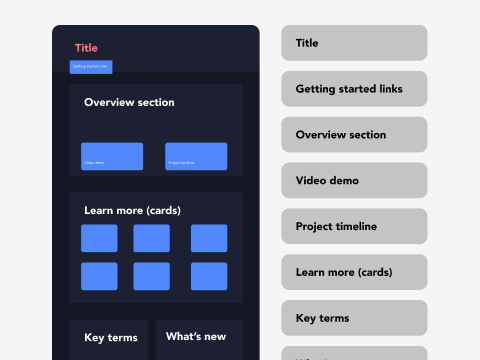 Title
Getting started links
Overview section
Video demo
Project timeline
Learn more (cards)
Key terms
What's new
Title
Getting started links
Overview section
Video demo
Project timeline
Learn more (cards)
Key terms